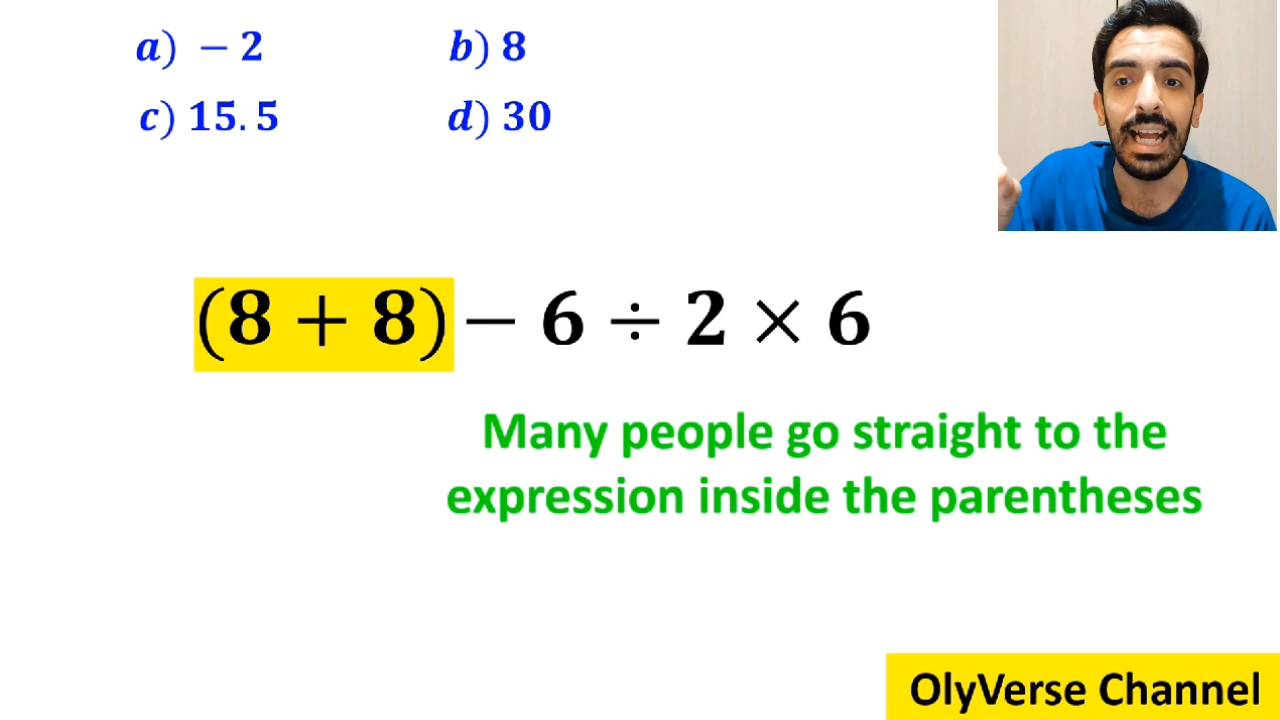 a) − 2 b) 8
c) 15.5 d) 30
(8 + 8) − 6 ÷ 2 × 6
Many people go straight to the
expression inside the parentheses
OlyVerse Channel